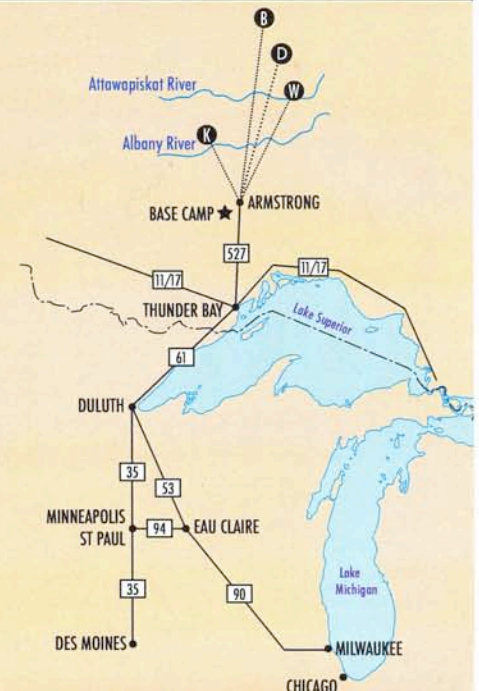 B
D
Attawapiskat River
W
K
Albany River
ARMSTRONG
BASE CAMP
527
11/17
11/17
THUNDER BAY
Lake Superior
61
DULUTH
35
53
MINNEAPOLIS
ST PAUL
94
EAU CLAIRE
35
90
Lake
Michigan
DES MOINES
MILWAUKEE
CHICAGO